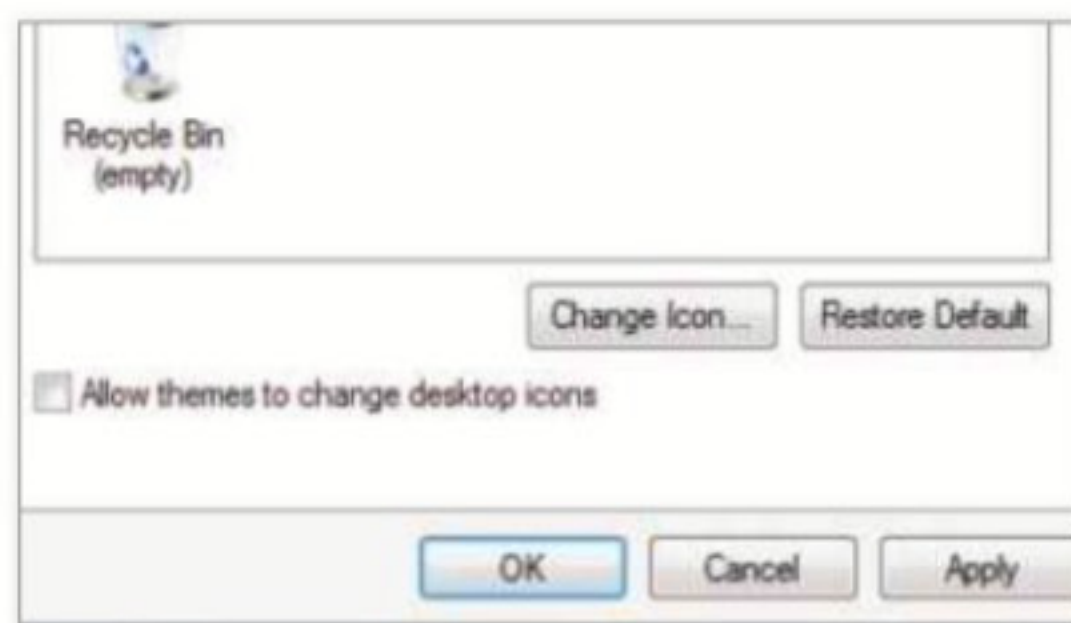 Recycle Bin
(empty)
Change Icon...
Restore Default
Allow themes to change desktop icons
OK
Cancel
Apply